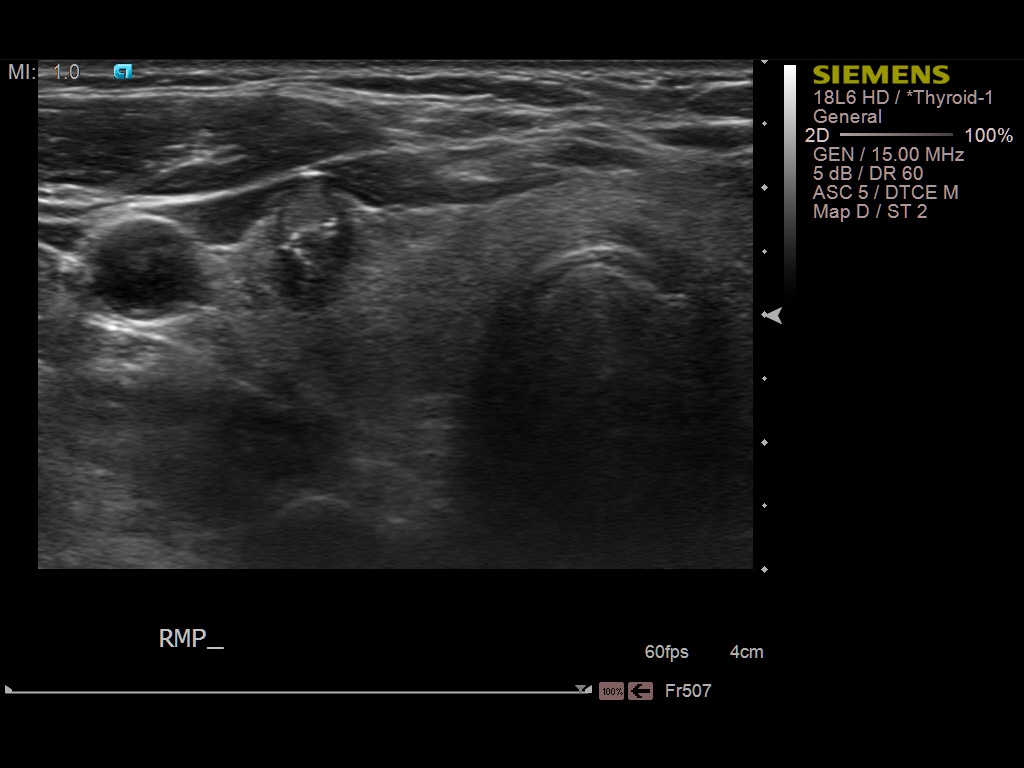 MI: 1.0
SIEMENS
18L6 HD / *Thyroid-1
General
2D 100%
GEN / 15.00 MHz
5 dB / DR 60
ASC 5 / DTCE M
Map D / ST 2
RMP_
60fps 4cm
100% Fr507